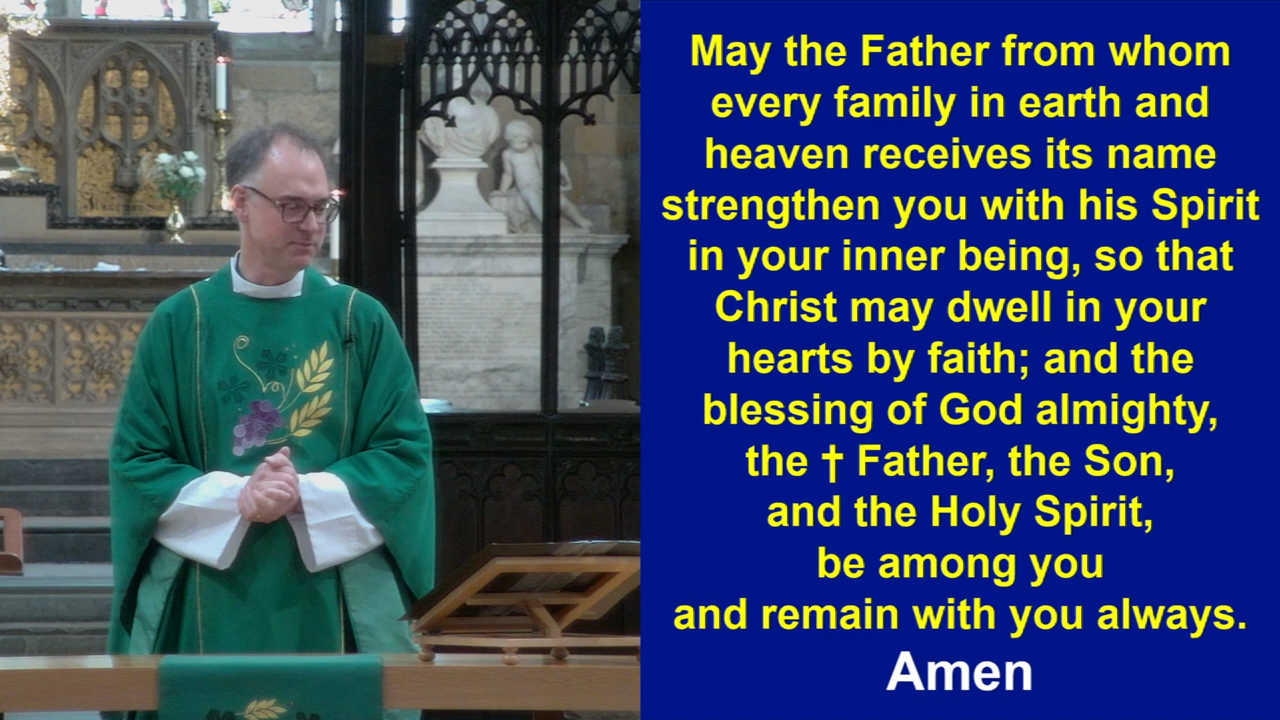 May the Father from whom
every family in earth and
heaven receives its name
strengthen you with his Spirit
in your inner being, so that
Christ may dwell in your
hearts by faith; and the
blessing of God almighty,
the † Father, the Son,
and the Holy Spirit,
be among you
and remain with you always.
Amen